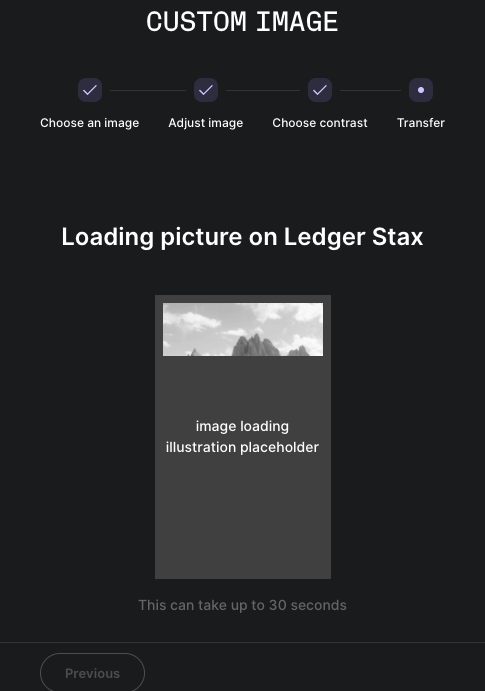 CUSTOM IMAGE
Choose an image
Adjust image
Choose contrast
Transfer
Loading picture on Ledger Stax
image loading
illustration placeholder
This can take up to 30 seconds
Previous